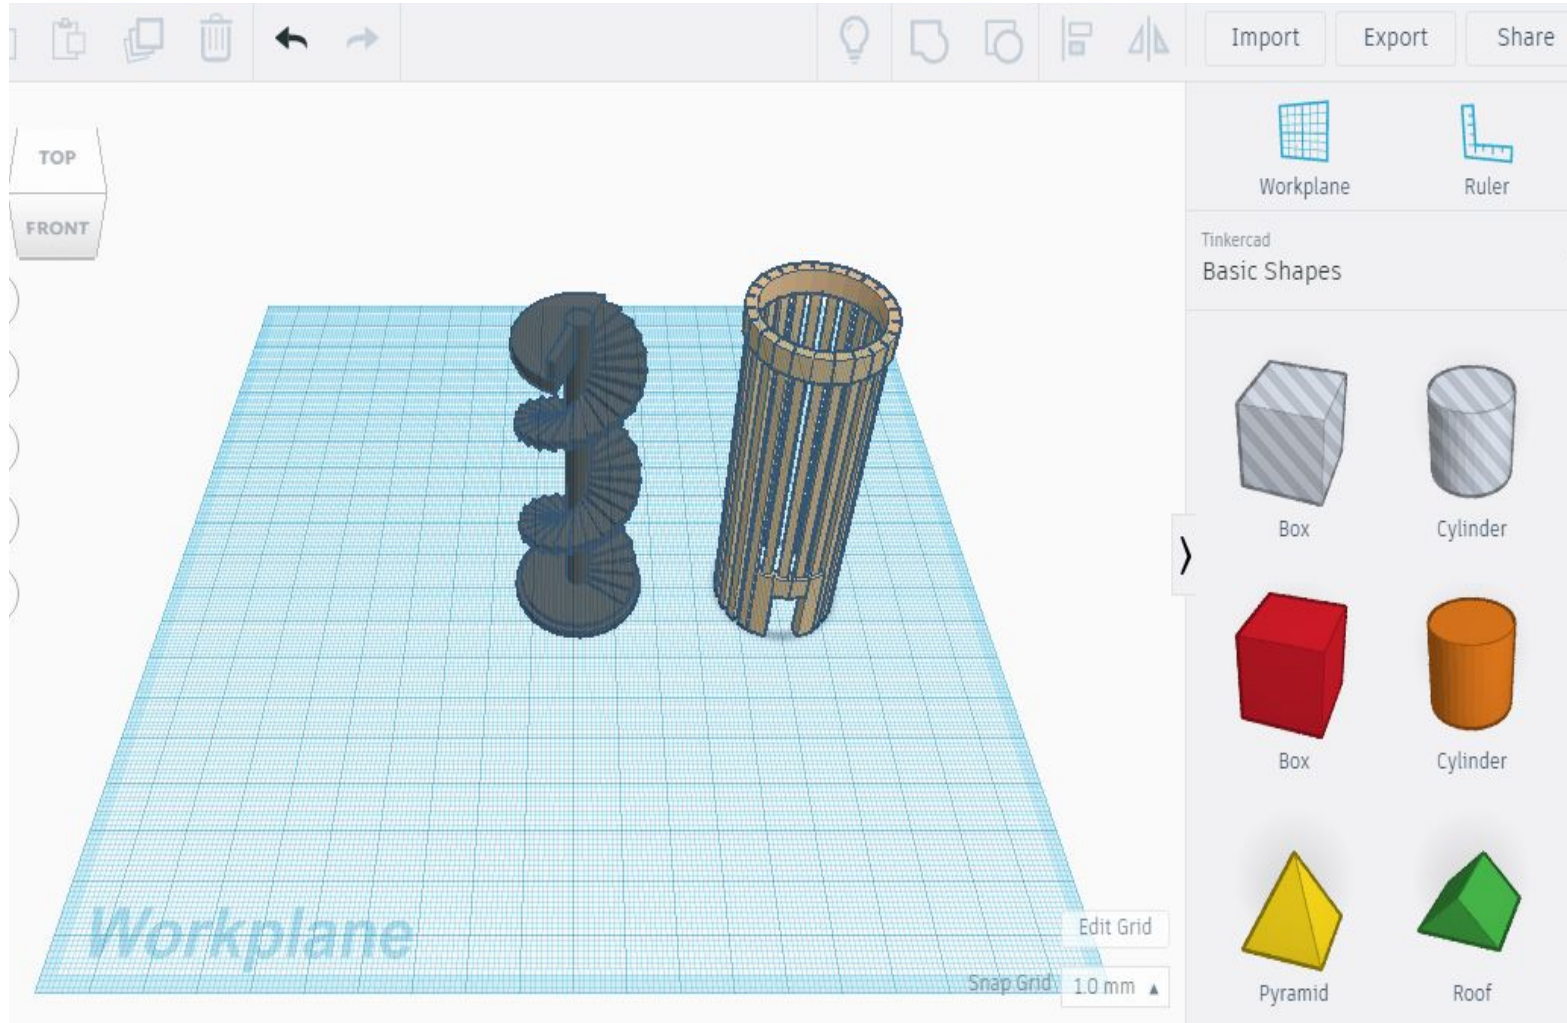 Import
Export
Share
TOP
FRONT
Workplane
Ruler
Tinkercad
Basic Shapes
Box
Cylinder
Box
Cylinder
Pyramid
Roof
Workplane
Edit Grid
Snap Grid
1.0 mm